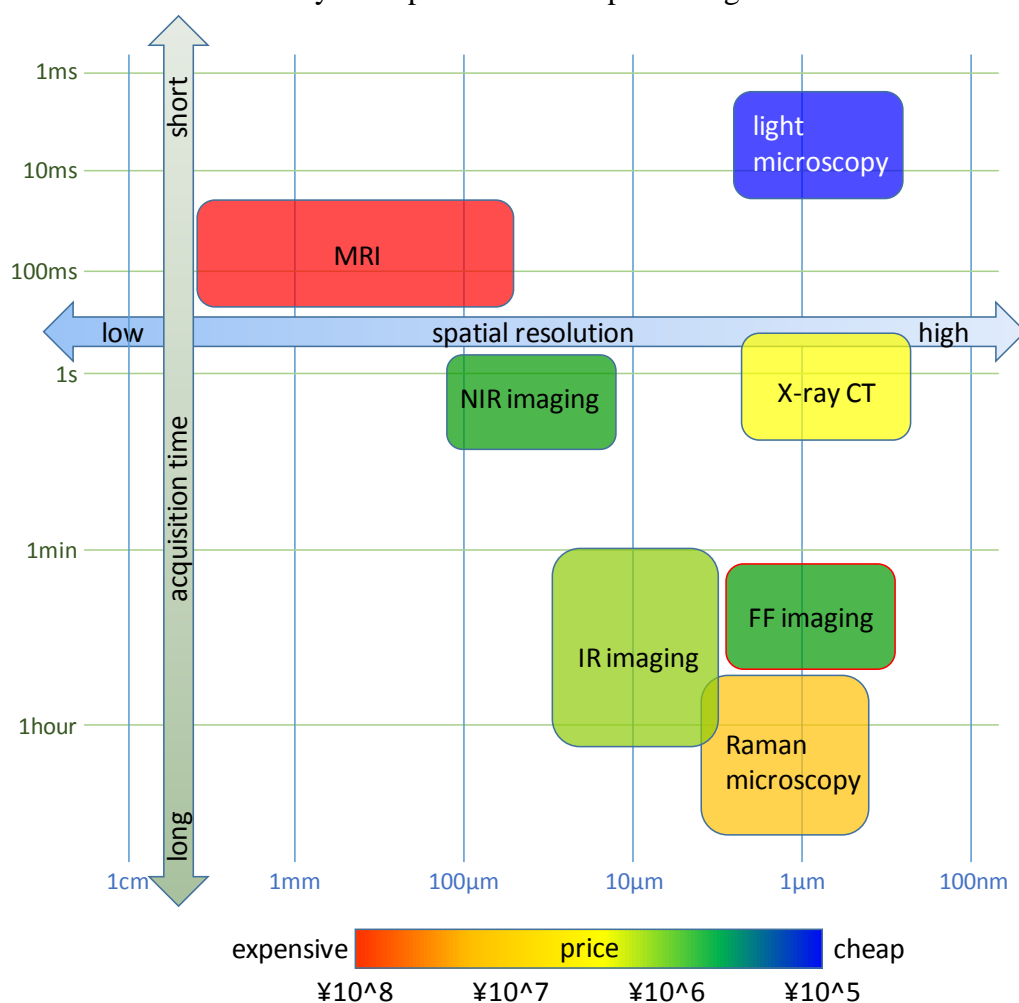 1ms
short
light
microscopy
10ms
MRI
100ms
low
spatial resolution
high
1s
NIR imaging
X-ray CT
acquisition time
1min
FF imaging
IR imaging
1hour
Raman
microscopy
long
1cm
1mm
100μm
10μm
1μm
100nm
expensive
price
cheap
¥10^8
¥10^7
¥10^6
¥10^5